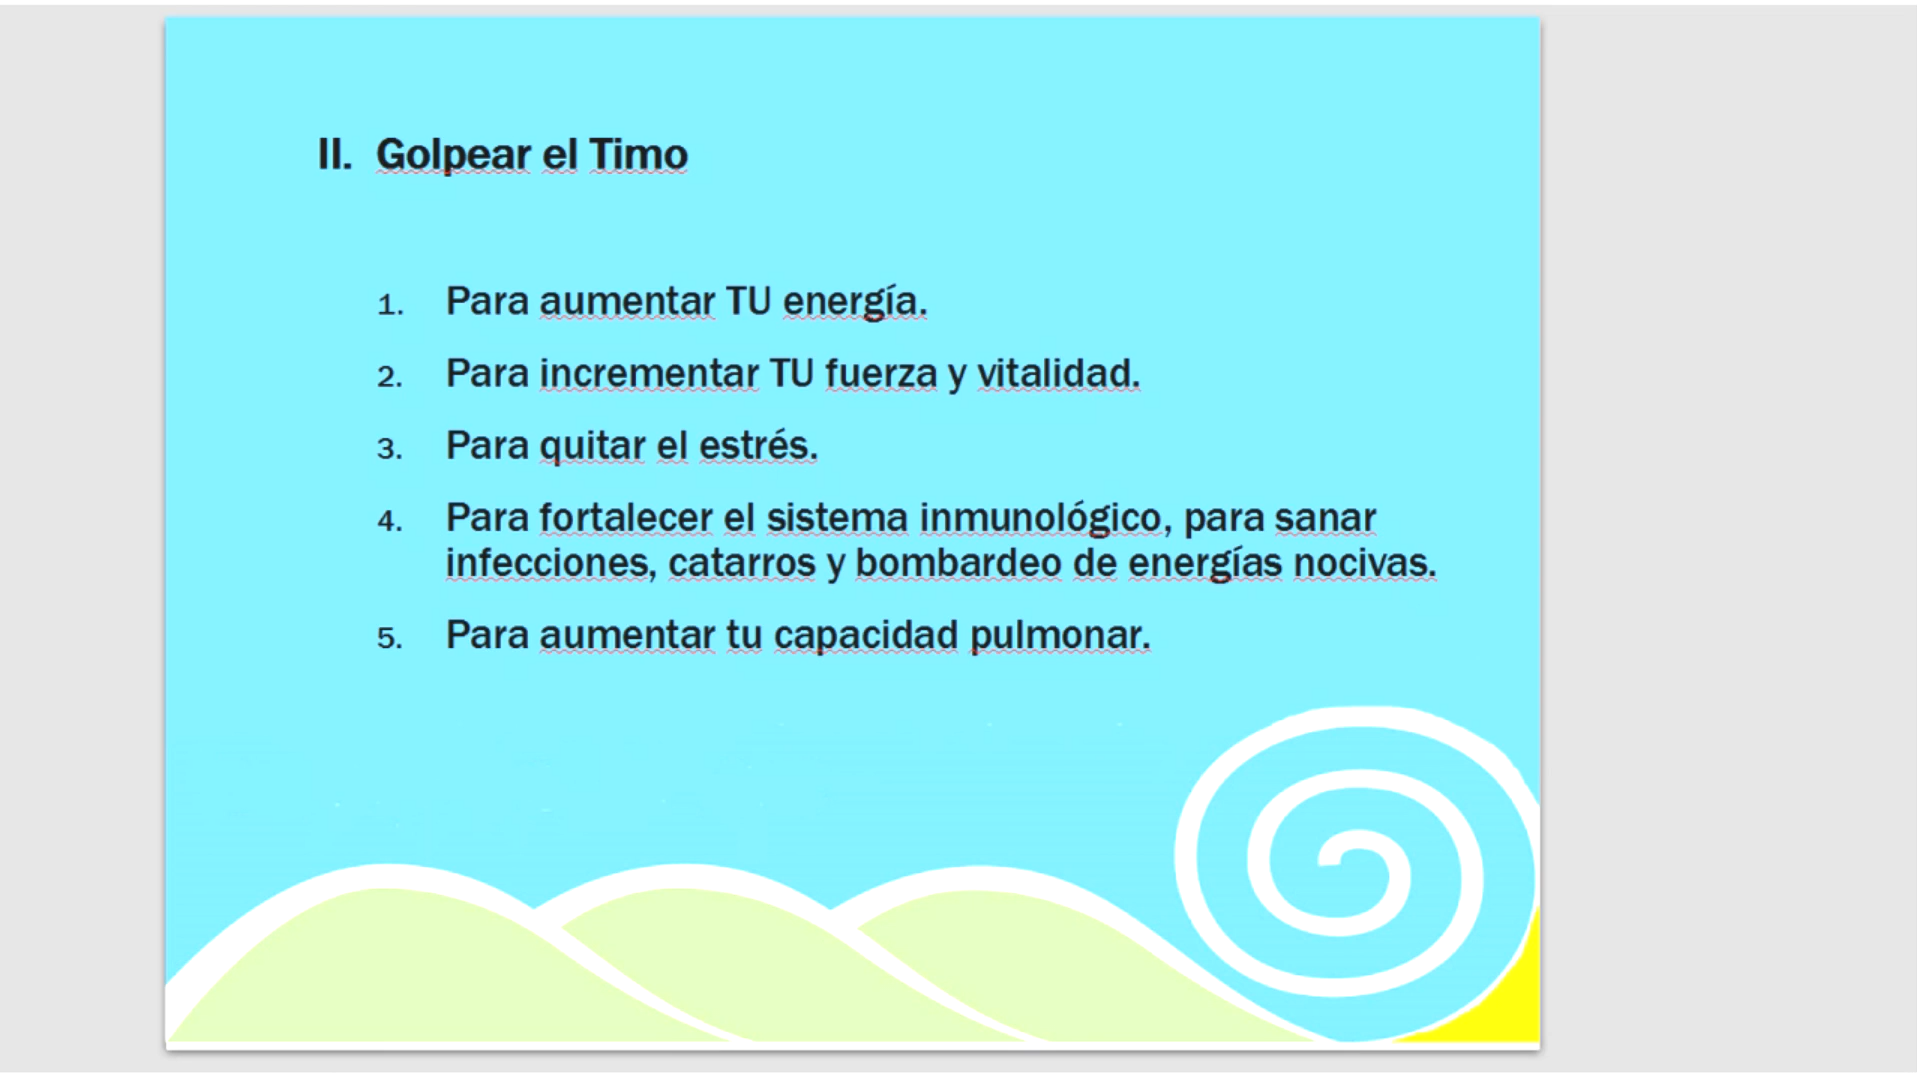 II. Golpear el Timo
1. Para aumentar TU energía.
2. Para incrementar TU fuerza y vitalidad.
3. Para quitar el estrés.
4. Para fortalecer el sistema inmunológico, para sanar
infecciones, catarros y bombardeo de energías nocivas.
5. Para aumentar tu capacidad pulmonar.